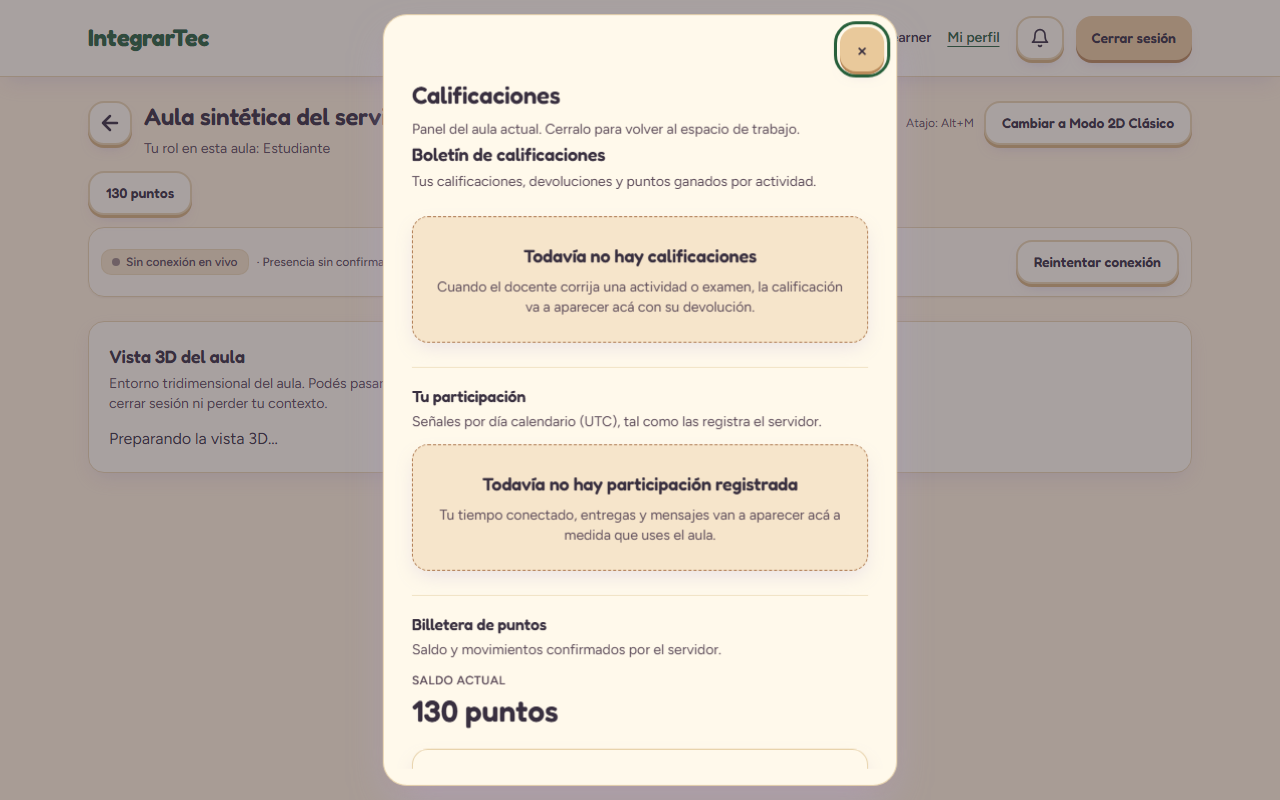 IntegrarTec
Mi perfil
Cerrar sesión
×
Aula sintética del
Tu rol en esta aula: Estudiante
Atajo: Alt+M
Cambiar a Modo 2D Clásico
130 puntos
Sin conexión en vivo
· Presencia sin
Reintentar conexión
Vista 3D del aula
Entorno tridimensional del aula. Podés
cerrar sesión ni perder tu contexto.
Preparando la vista 3D...
Calificaciones
Panel del aula actual. Cerralo para volver al espacio de trabajo.
Boletín de calificaciones
Tus calificaciones, devoluciones y puntos ganados por actividad.
Todavía no hay calificaciones
Cuando el docente corrija una actividad o examen, la calificación
va a aparecer acá con su devolución.
Tu participación
Señales por día calendario (UTC), tal como las registra el servidor.
Todavía no hay participación registrada
Tu tiempo conectado, entregas y mensajes van a aparecer acá a
medida que uses el aula.
Billetera de puntos
Saldo y movimientos confirmados por el servidor.
SALDO ACTUAL
130 puntos